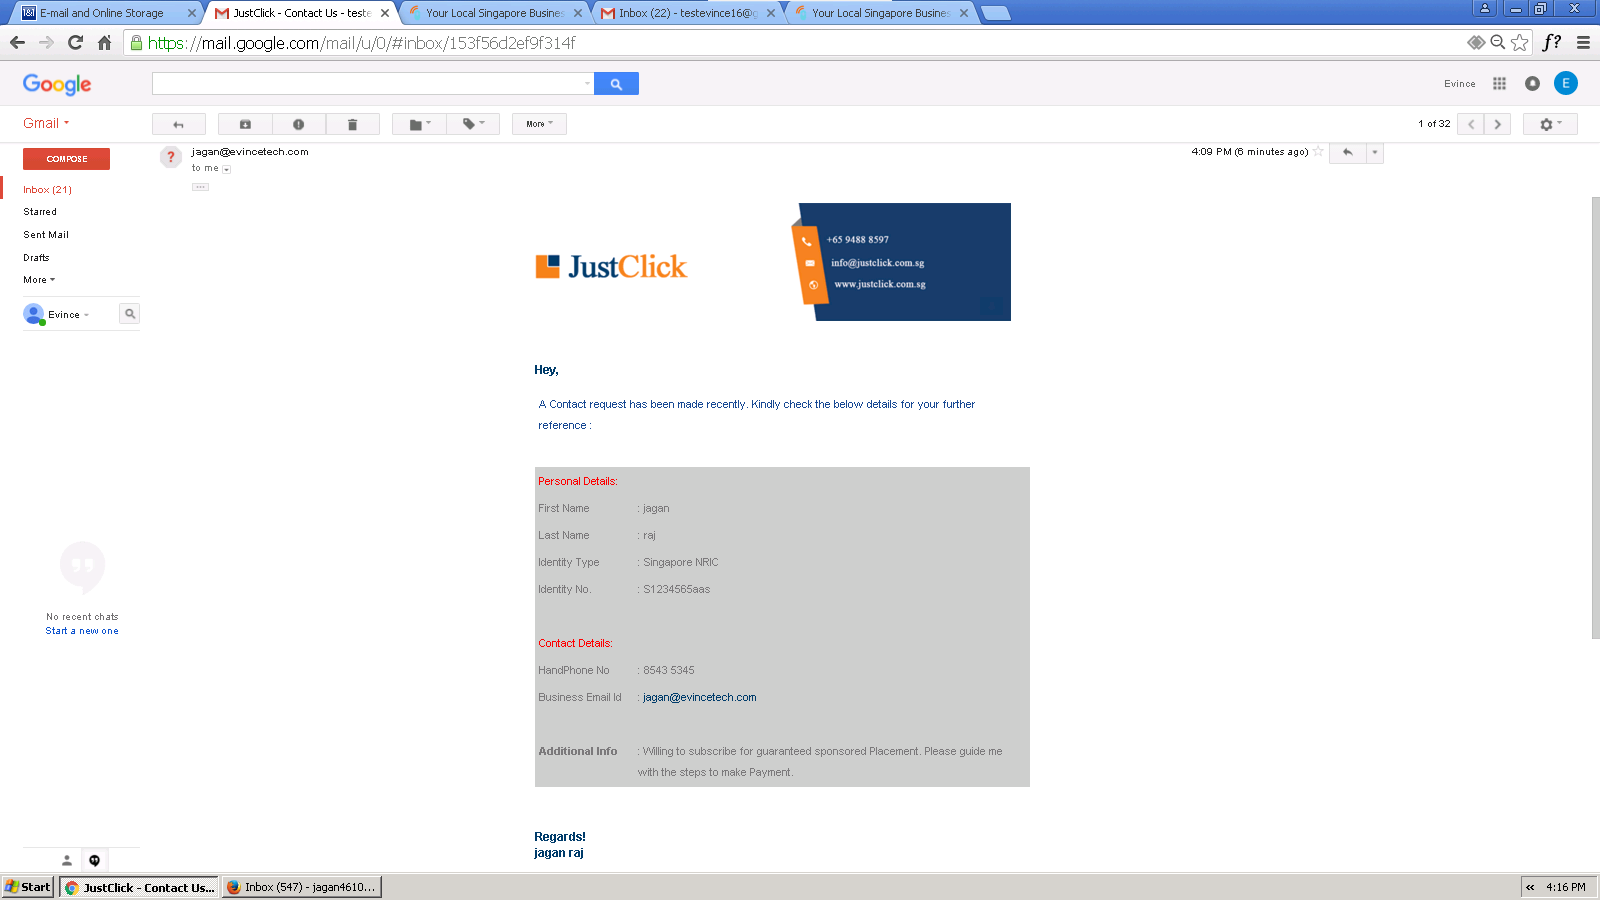 E-mail and Online Storage
JustClick - Contact Us - teste
Your Local Singapore Busines
Inbox (22) - testevince16@g
Your Local Singapore Busines
https://mail.google.com/mail/u/0/#inbox/153f56d2ef9f314f
f?
Google
Evince
E
Gmail
More
1 of 32
COMPOSE
?
jagan@evincetech.com
4:09 PM (6 minutes ago)
to me
Inbox (21)
Starred
Sent Mail
Drafts
More
Evince
JustClick
+65 9488 8597
info@justclick.com.sg
www.justclick.com.sg
Hey,
A Contact request has been made recently. Kindly check the below details for your further
reference :
Personal Details:
First Name : jagan
Last Name : raj
Identity Type : Singapore NRIC
Identity No. : S1234565aas
Contact Details:
HandPhone No : 8543 5345
Business Email Id : jagan@evincetech.com
Additional Info : Willing to subscribe for guaranteed sponsored Placement. Please guide me
with the steps to make Payment.
No recent chats
Start a new one
Regards!
jagan raj
Start
JustClick - Contact Us...
Inbox (547) - jagan4610...
4:16 PM